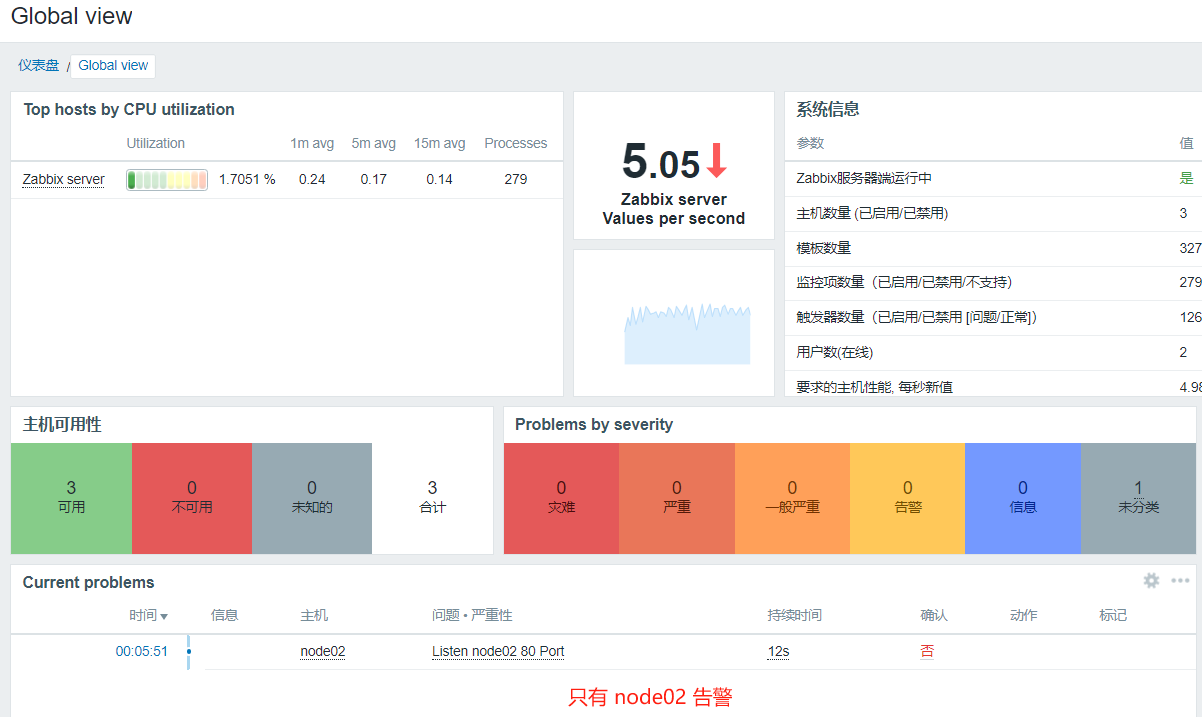 Global view
仪表盘 / Global view
Top hosts by CPU utilization
Utilization 1m avg 5m avg 15m avg Processes
Zabbix server 1.7051 % 0.24 0.17 0.14 279
5.05
Zabbix server
Values per second
系统信息
参数 值
Zabbix服务器端运行中 是
主机数量 (已启用/已禁用) 3
模板数量 327
监控项数量（已启用/已禁用/不支持） 279
触发器数量（已启用/已禁用 [问题/正常]） 126
用户数(在线) 2
要求的主机性能, 每秒新值 4.98
主机可用性
3 0 0 3
可用 不可用 未知的 合计
Problems by severity
0 0 0 0 0 1
灾难 严重 一般严重 告警 信息 未分类
Current problems
时间 信息 主机 问题 • 严重性 持续时间 确认 动作 标记
00:05:51 node02 Listen node02 80 Port 12s 否
只有 node02 告警